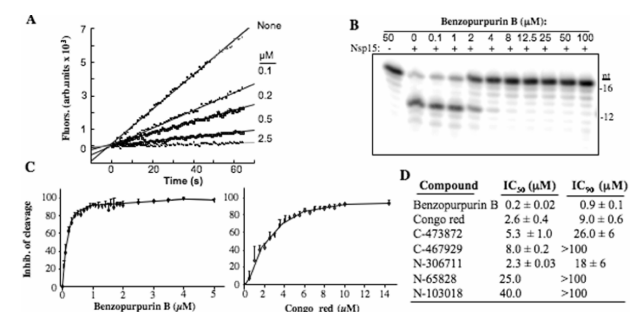 A
Fluors. (arb.units x 10³)
7
5
3
1
0
0 20 40 60
Time (s)
None
µM
0.1
0.2
0.5
2.5
B
Benzopurpurin B (µM):
50 0 0.1 1 2 4 8 12.5 25 50 100
Nsp15: - + + + + + + + + + +
nt
-16
-12
C
Inhib. of cleavage
100
80
60
40
20
0
0 1 2 3 4 5
Benzopurpurin B (µM)
100
80
60
40
20
0
0 2 4 6 8 10 12 14
Congo red (µM)
D
Compound IC50 (µM) IC90 (µM)
Benzopurpurin B 0.2 ± 0.02 0.9 ± 0.1
Congo red 2.6 ± 0.4 9.0 ± 0.6
C-473872 5.3 ± 1.0 26.0 ± 6
C-467929 8.0 ± 0.2 >100
N-306711 2.3 ± 0.03 18 ± 6
N-65828 25.0 >100
N-103018 40.0 >100